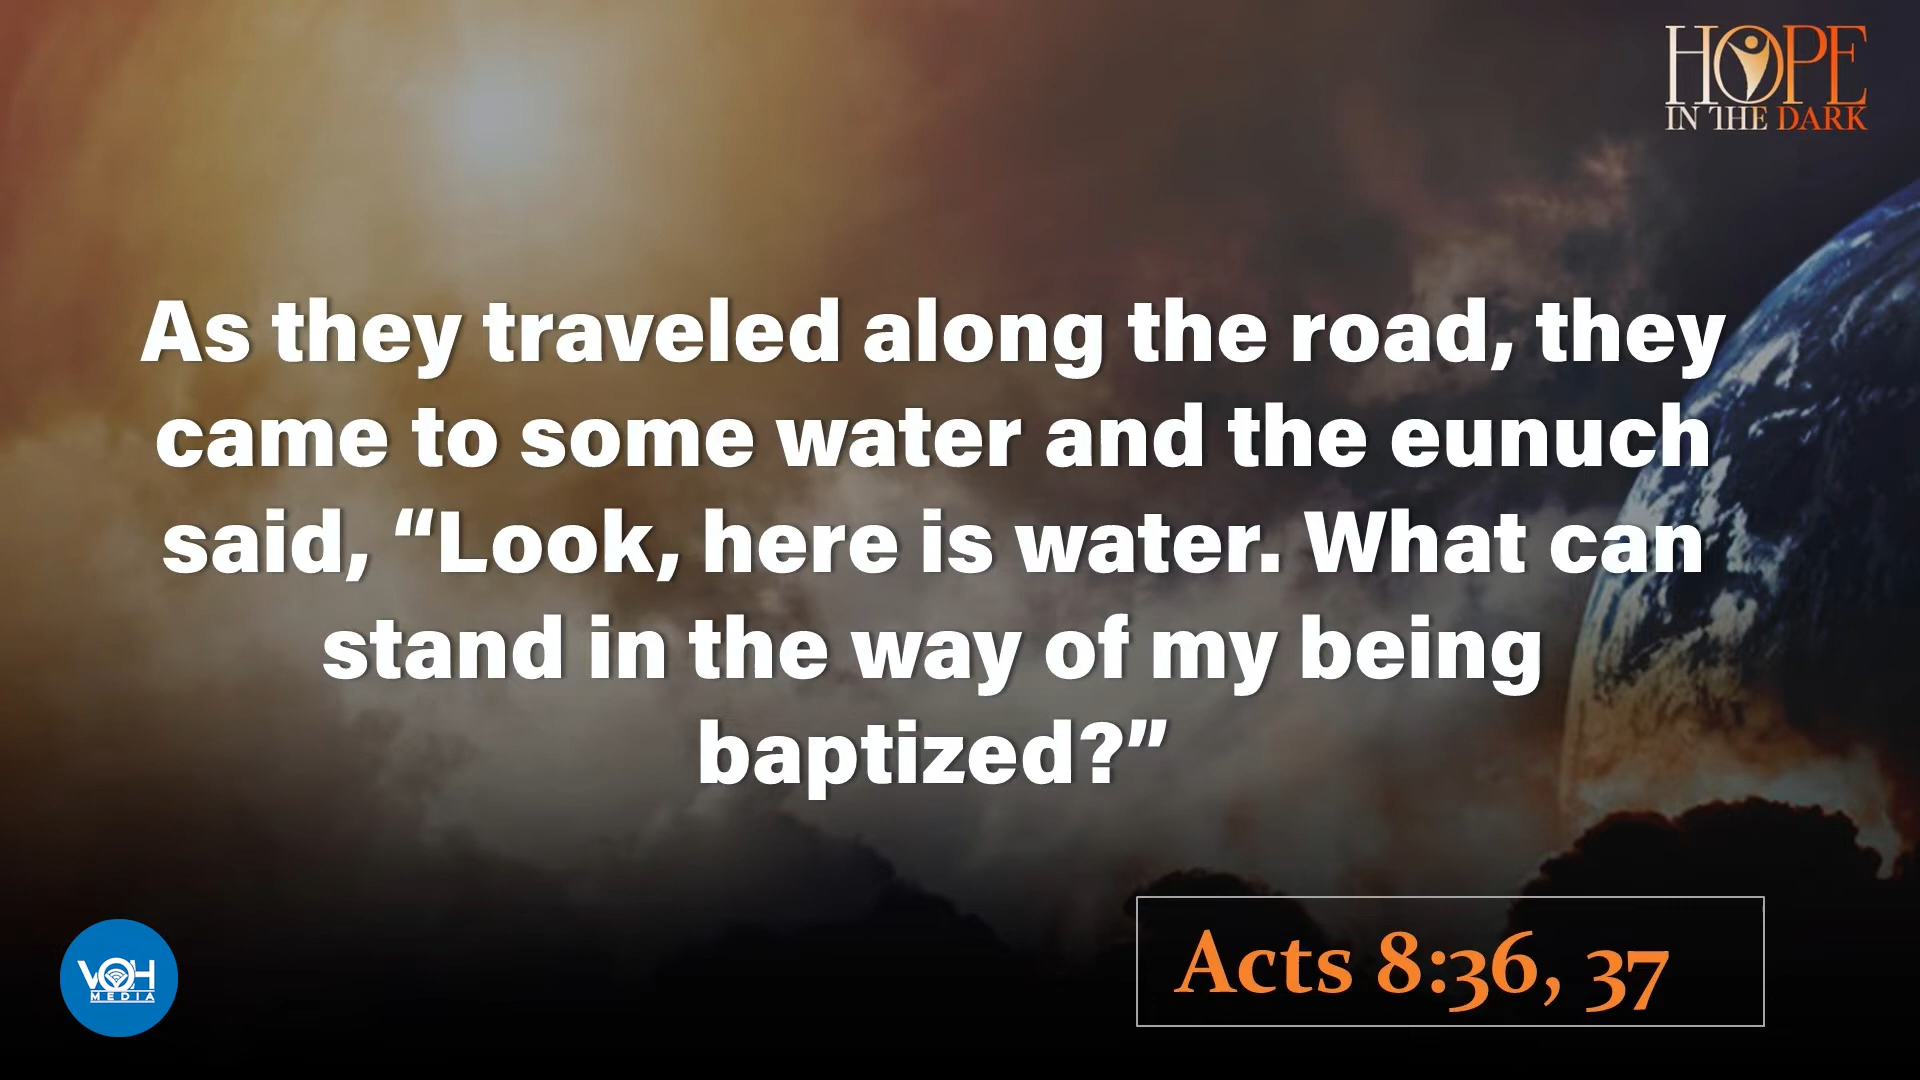 HOPE
IN THE DARK
As they traveled along the road, they
came to some water and the eunuch
said, “Look, here is water. What can
stand in the way of my being
baptized?”
Acts 8:36, 37
VOH
MEDIA